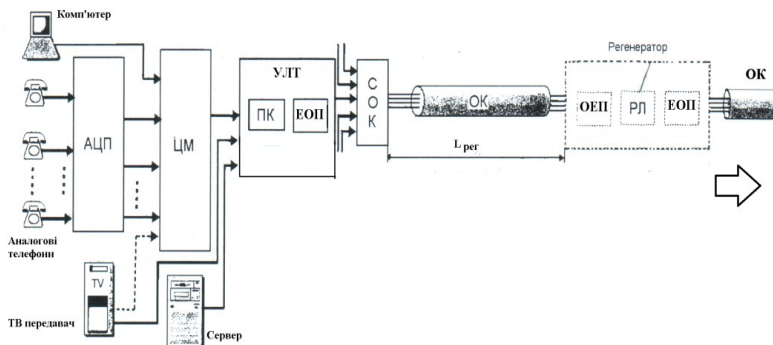 Комп'ютер
Аналогові
телефони
АЦП
ЦМ
TV
ТВ передавач
Сервер
УЛТ
ПК
ЕОП
С
О
К
ОК
L рег
Регенератор
ОЕП
РЛ
ЕОП
ОК